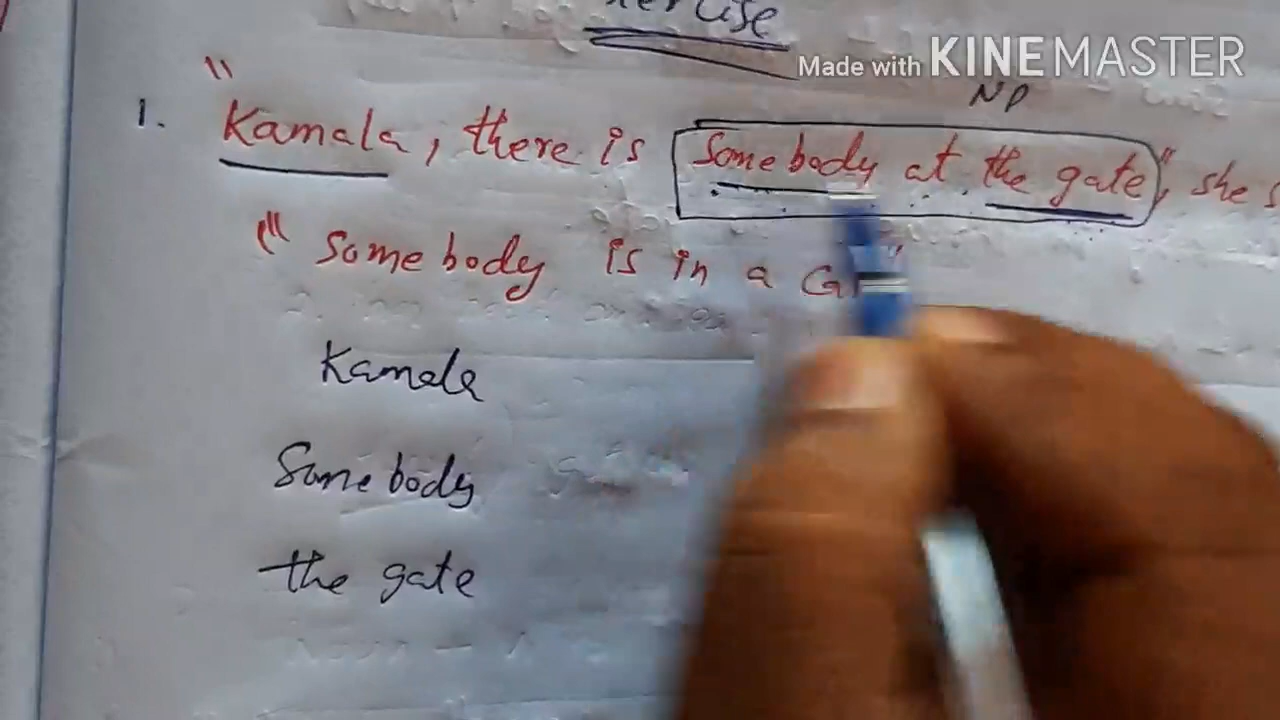 Made with KINEMASTER
NP
1. "Kamala, there is Somebody at the gate", she
"Somebody is in a
Kamala
Somebody
the gate